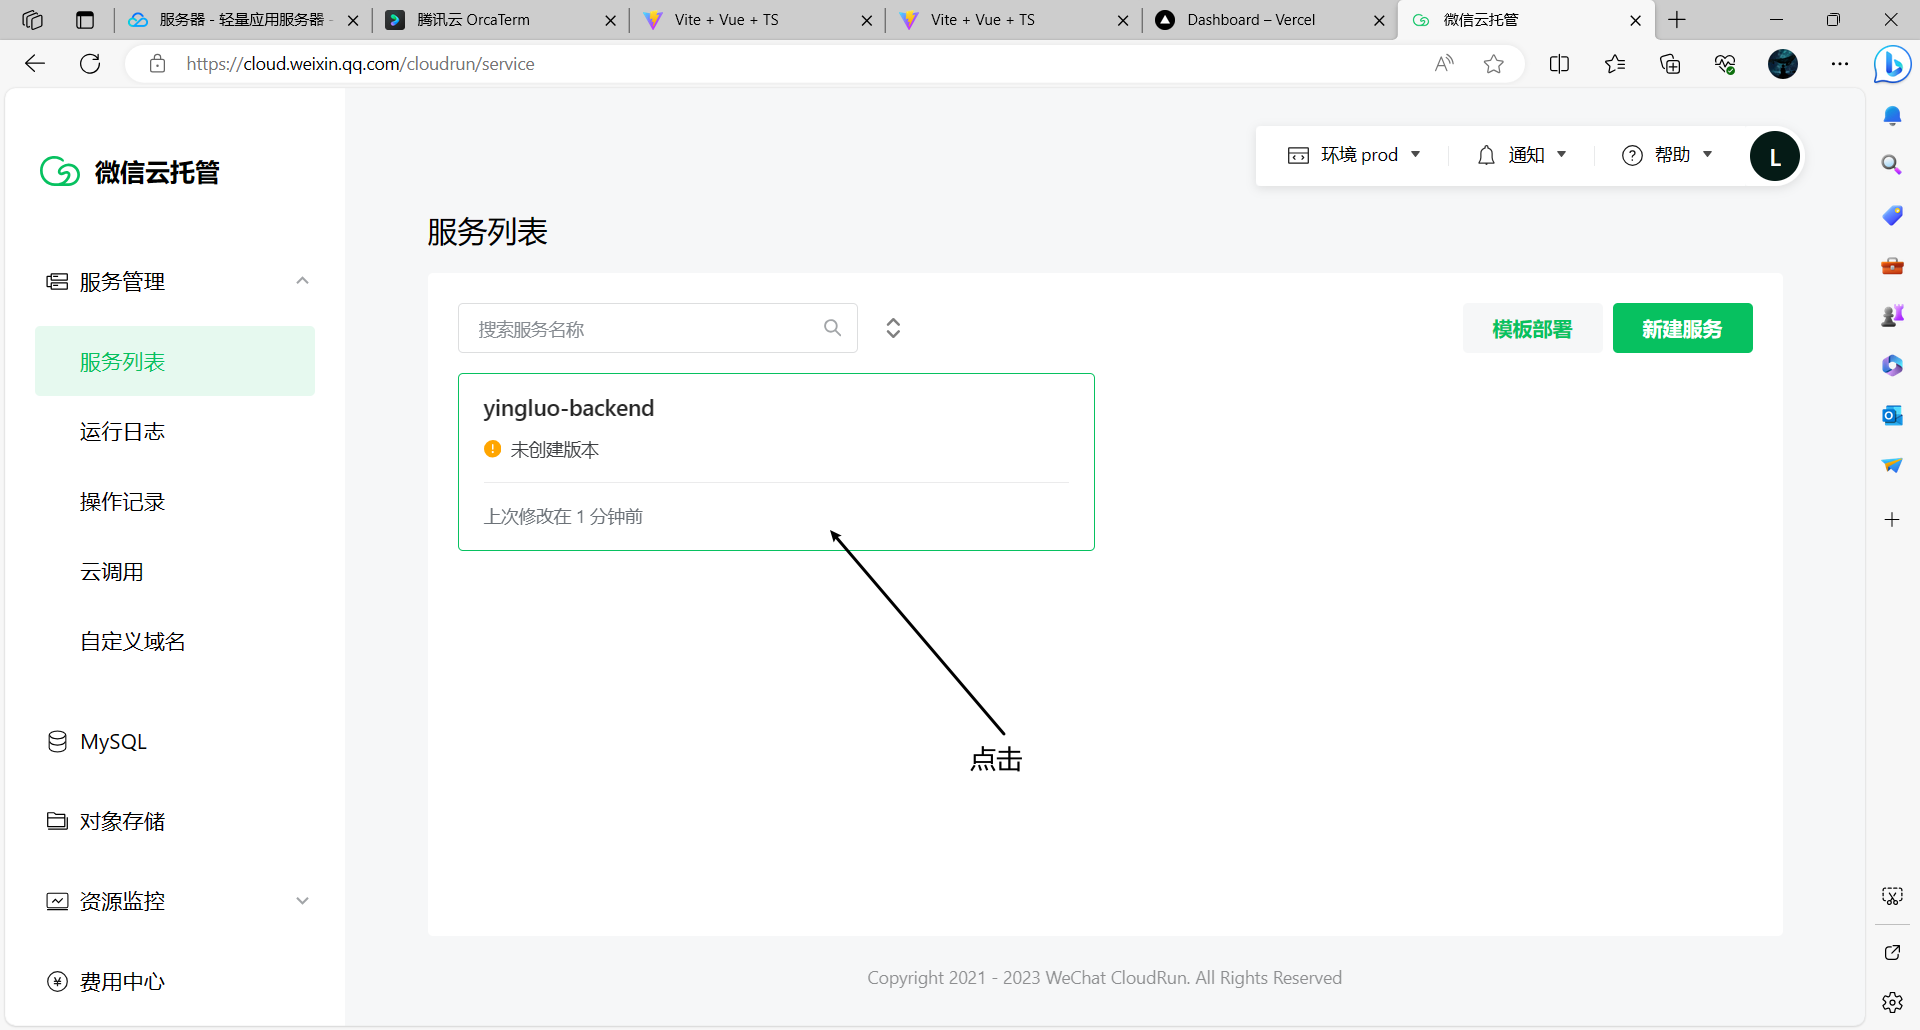 服务器 - 轻量应用服务器 -
腾讯云 OrcaTerm
Vite + Vue + TS
Vite + Vue + TS
Dashboard – Vercel
微信云托管
https://cloud.weixin.qq.com/cloudrun/service
微信云托管
环境 prod
通知
帮助
L
服务列表
服务管理
服务列表
运行日志
操作记录
云调用
自定义域名
MySQL
对象存储
资源监控
费用中心
搜索服务名称
模板部署
新建服务
yingluo-backend
未创建版本
上次修改在 1 分钟前
点击
Copyright 2021 - 2023 WeChat CloudRun. All Rights Reserved